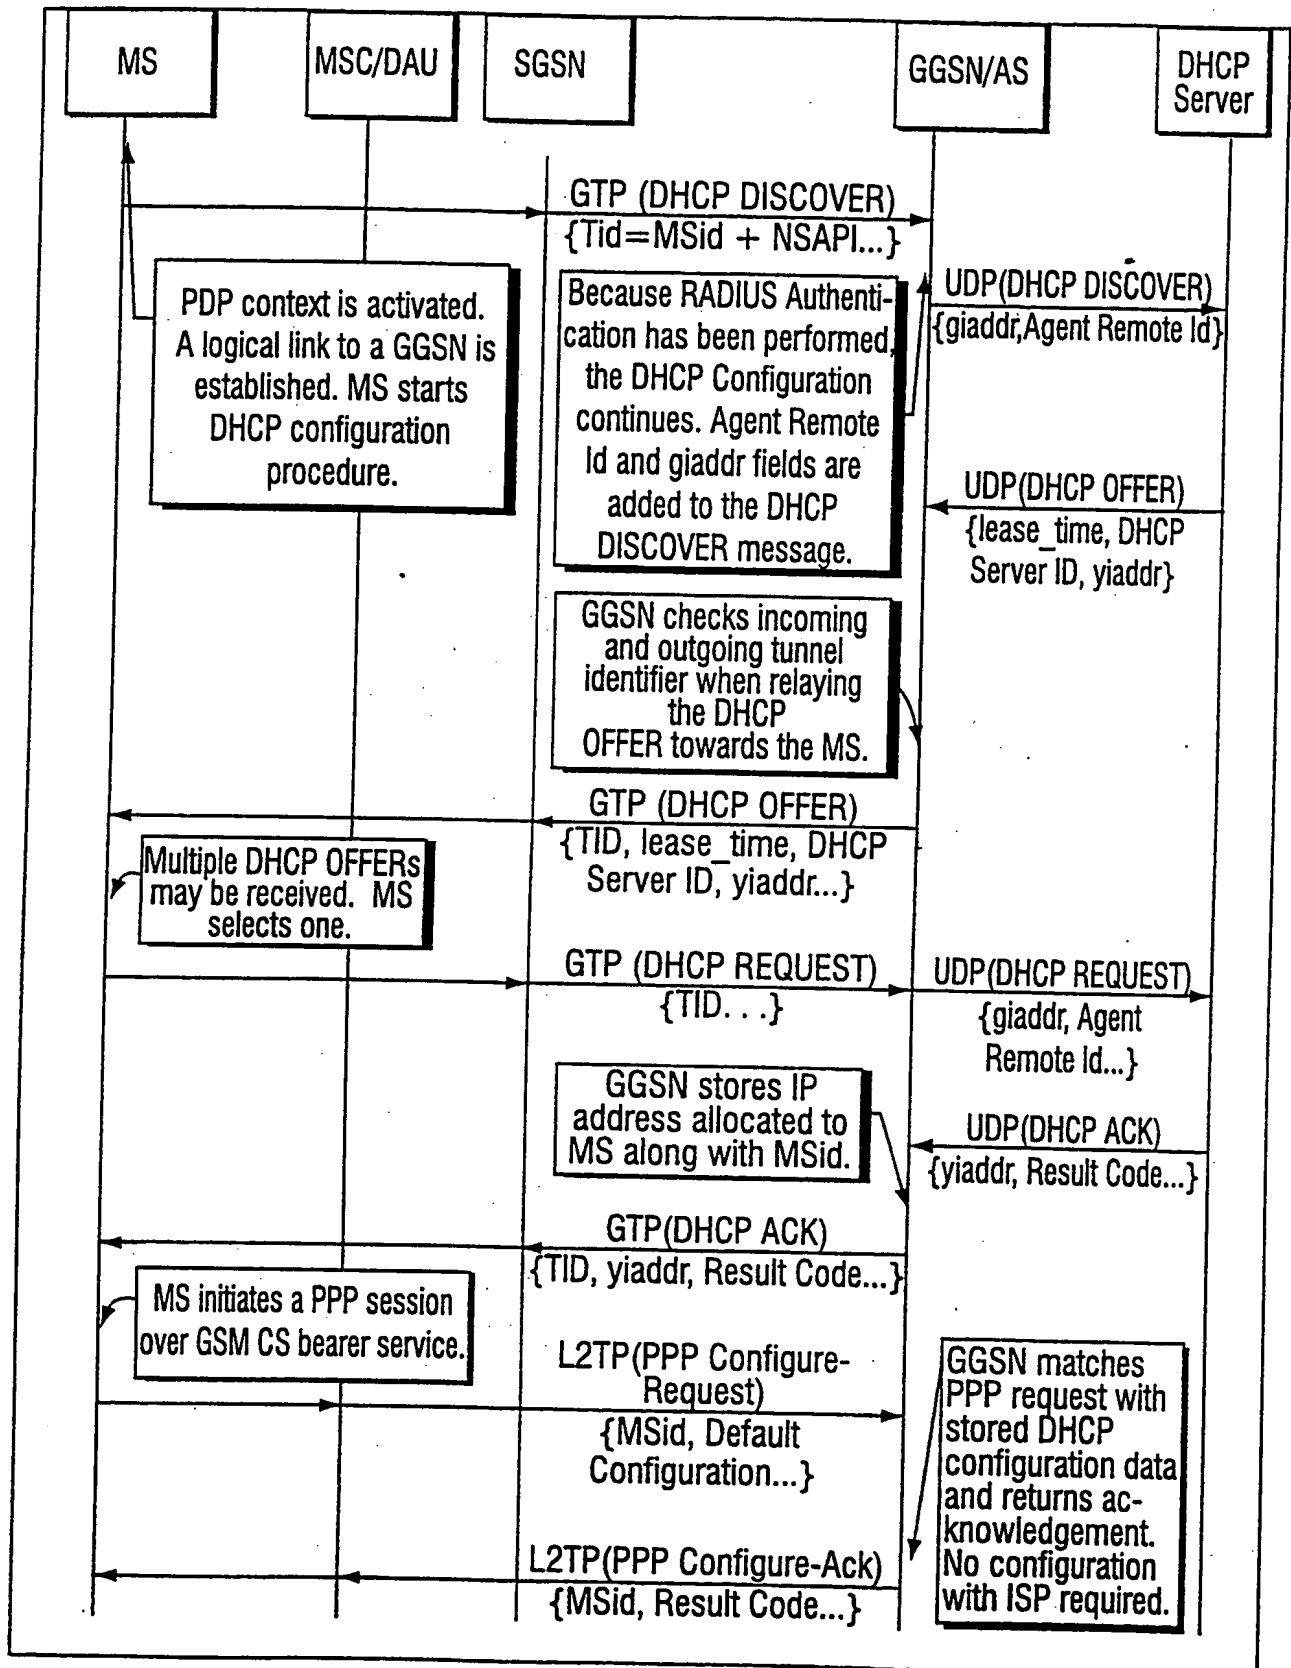 MS
MSC/DAU
SGSN
GGSN/AS
DHCP
Server
GTP (DHCP DISCOVER)
{Tid=MSid + NSAPI...}
PDP context is activated.
A logical link to a GGSN is
established. MS starts
DHCP configuration
procedure.
Because RADIUS Authenti-
cation has been performed,
the DHCP Configuration
continues. Agent Remote
Id and giaddr fields are
added to the DHCP
DISCOVER message.
UDP(DHCP DISCOVER)
{giaddr,Agent Remote Id}
UDP(DHCP OFFER)
{lease_time, DHCP
Server ID, yiaddr}
GGSN checks incoming
and outgoing tunnel
identifier when relaying
the DHCP
OFFER towards the MS.
GTP (DHCP OFFER)
{TID, lease_time, DHCP
Server ID, yiaddr...}
Multiple DHCP OFFERs
may be received. MS
selects one.
GTP (DHCP REQUEST)
{TID. . .}
UDP(DHCP REQUEST)
{giaddr, Agent
Remote Id...}
GGSN stores IP
address allocated to
MS along with MSid.
UDP(DHCP ACK)
{yiaddr, Result Code...}
GTP(DHCP ACK)
{TID, yiaddr, Result Code...}
MS initiates a PPP session
over GSM CS bearer service.
L2TP(PPP Configure-
Request)
{MSid, Default
Configuration...}
GGSN matches
PPP request with
stored DHCP
configuration data
and returns ac-
knowledgement.
No configuration
with ISP required.
L2TP(PPP Configure-Ack)
{MSid, Result Code...}